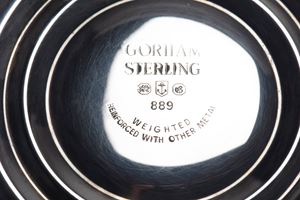 GORHAM
STERLING
889
WEIGHTED
REINFORCED WITH OTHER METAL